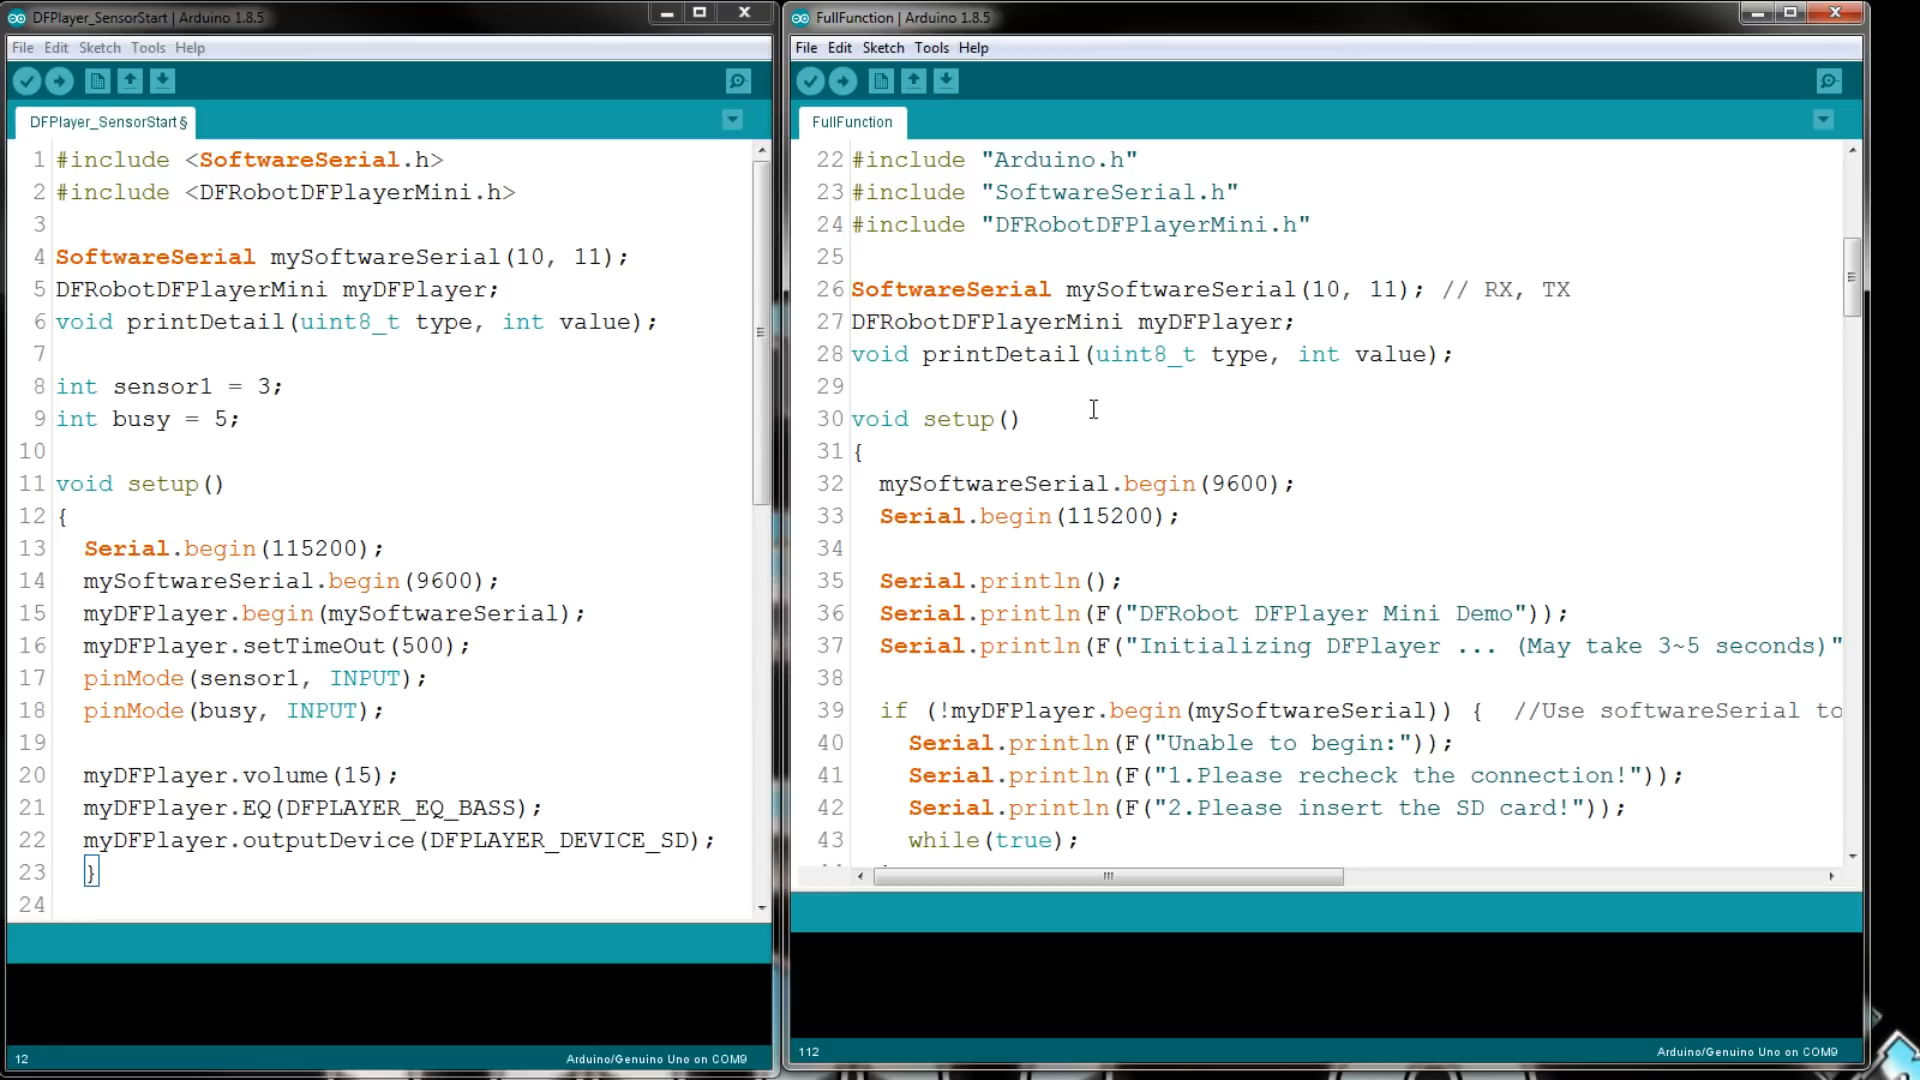 DFPlayer_SensorStart | Arduino 1.8.5
File Edit Sketch Tools Help
DFPlayer_SensorStart §
1 #include <SoftwareSerial.h>
2 #include <DFRobotDFPlayerMini.h>
3
4 SoftwareSerial mySoftwareSerial(10, 11);
5 DFRobotDFPlayerMini myDFPlayer;
6 void printDetail(uint8_t type, int value);
7
8 int sensor1 = 3;
9 int busy = 5;
10
11 void setup()
12 {
13 Serial.begin(115200);
14 mySoftwareSerial.begin(9600);
15 myDFPlayer.begin(mySoftwareSerial);
16 myDFPlayer.setTimeOut(500);
17 pinMode(sensor1, INPUT);
18 pinMode(busy, INPUT);
19
20 myDFPlayer.volume(15);
21 myDFPlayer.EQ(DFPLAYER_EQ_BASS);
22 myDFPlayer.outputDevice(DFPLAYER_DEVICE_SD);
23 }
24
12 Arduino/Genuino Uno on COM9
FullFunction | Arduino 1.8.5
File Edit Sketch Tools Help
FullFunction
22 #include "Arduino.h"
23 #include "SoftwareSerial.h"
24 #include "DFRobotDFPlayerMini.h"
25
26 SoftwareSerial mySoftwareSerial(10, 11); // RX, TX
27 DFRobotDFPlayerMini myDFPlayer;
28 void printDetail(uint8_t type, int value);
29
30 void setup()
31 {
32 mySoftwareSerial.begin(9600);
33 Serial.begin(115200);
34
35 Serial.println();
36 Serial.println(F("DFRobot DFPlayer Mini Demo"));
37 Serial.println(F("Initializing DFPlayer ... (May take 3~5 seconds)"
38
39 if (!myDFPlayer.begin(mySoftwareSerial)) { //Use softwareSerial to
40 Serial.println(F("Unable to begin:"));
41 Serial.println(F("1.Please recheck the connection!"));
42 Serial.println(F("2.Please insert the SD card!"));
43 while(true);
112 Arduino/Genuino Uno on COM9